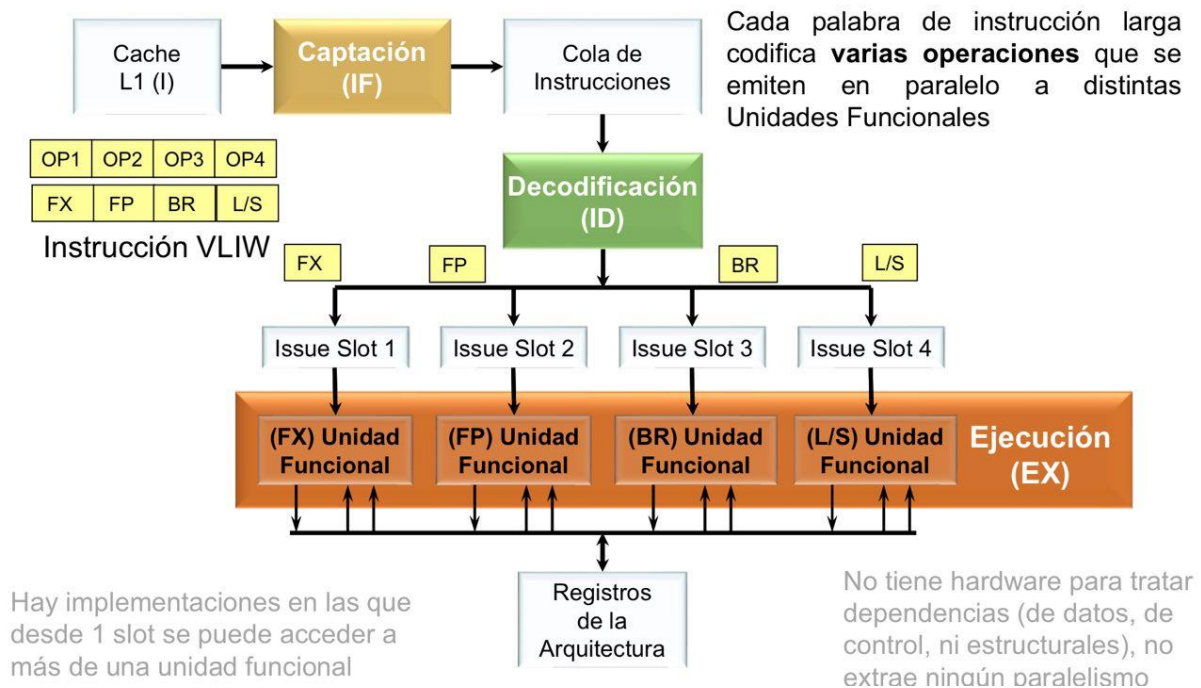 Cache
L1 (I)
Captación
(IF)
Cola de
Instrucciones
Cada palabra de instrucción larga
codifica varias operaciones que se
emiten en paralelo a distintas
Unidades Funcionales
OP1 OP2 OP3 OP4
FX FP BR L/S
Instrucción VLIW
Decodificación
(ID)
FX
FP
BR
L/S
Issue Slot 1
Issue Slot 2
Issue Slot 3
Issue Slot 4
(FX) Unidad
Funcional
(FP) Unidad
Funcional
(BR) Unidad
Funcional
(L/S) Unidad
Funcional
Ejecución
(EX)
Registros
de la
Arquitectura
Hay implementaciones en las que
desde 1 slot se puede acceder a
más de una unidad funcional
No tiene hardware para tratar
dependencias (de datos, de
control, ni estructurales), no
extrae ningún paralelismo